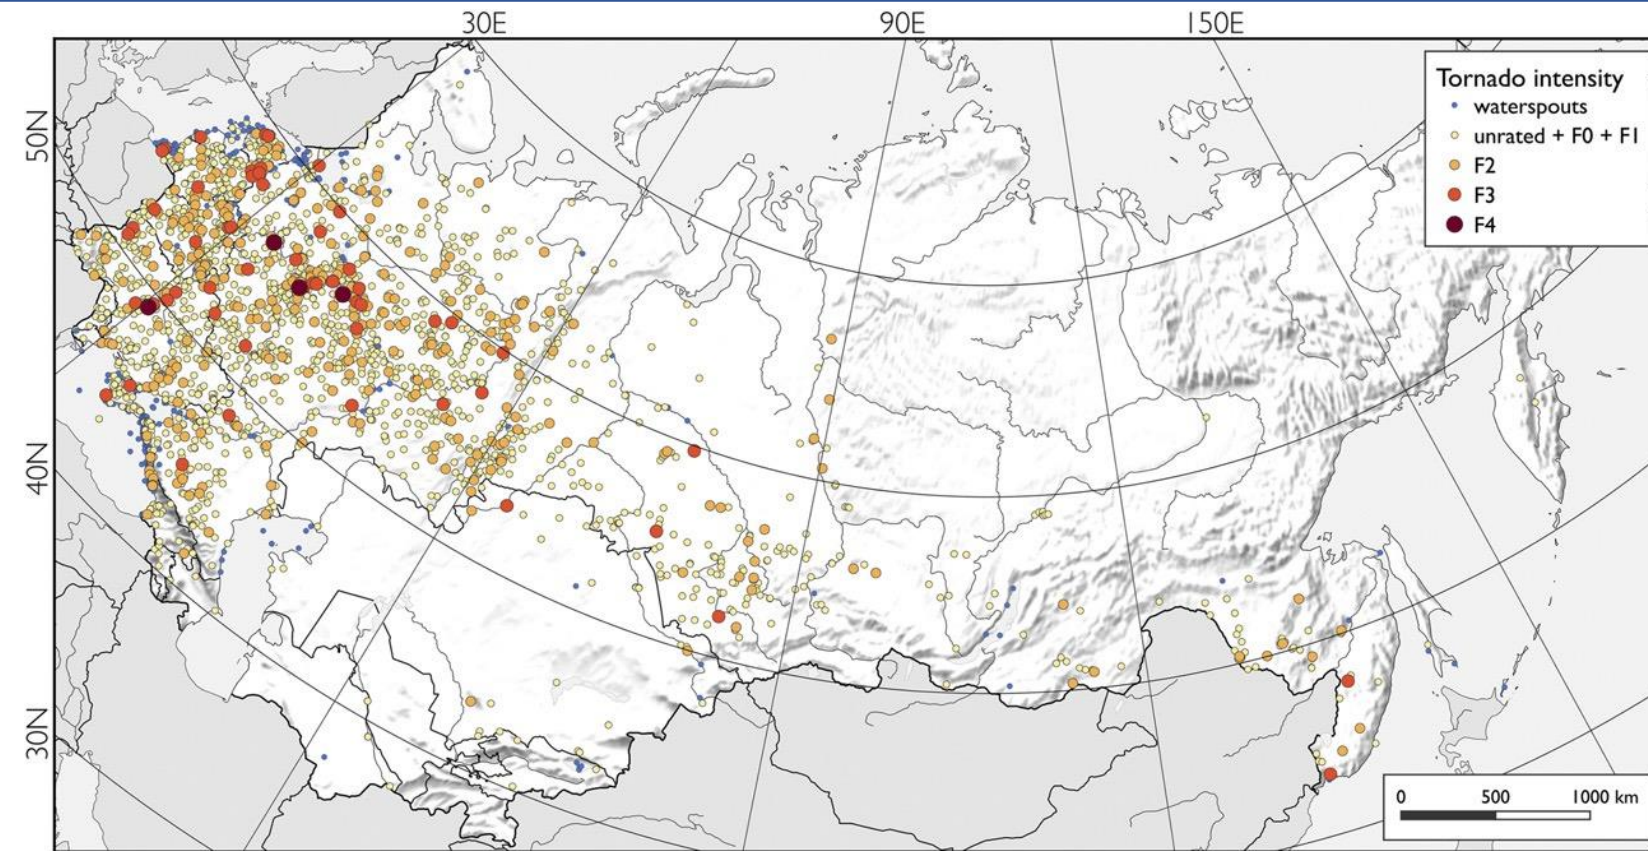 30E
90E
150E
50N
40N
30N
Tornado intensity
waterspouts
unrated + F0 + F1
F2
F3
F4
0 500 1000 km